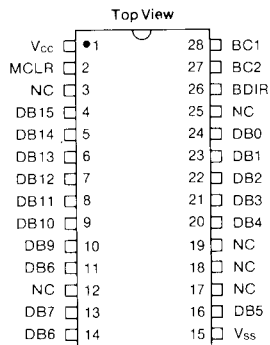 Top View
Vcc 1 28 BC1
MCLR 2 27 BC2
NC 3 26 BDIR
DB15 4 25 NC
DB14 5 24 DB0
DB13 6 23 DB1
DB12 7 22 DB2
DB11 8 21 DB3
DB10 9 20 DB4
DB9 10 19 NC
DB6 11 18 NC
NC 12 17 NC
DB7 13 16 DB5
DB6 14 15 Vss